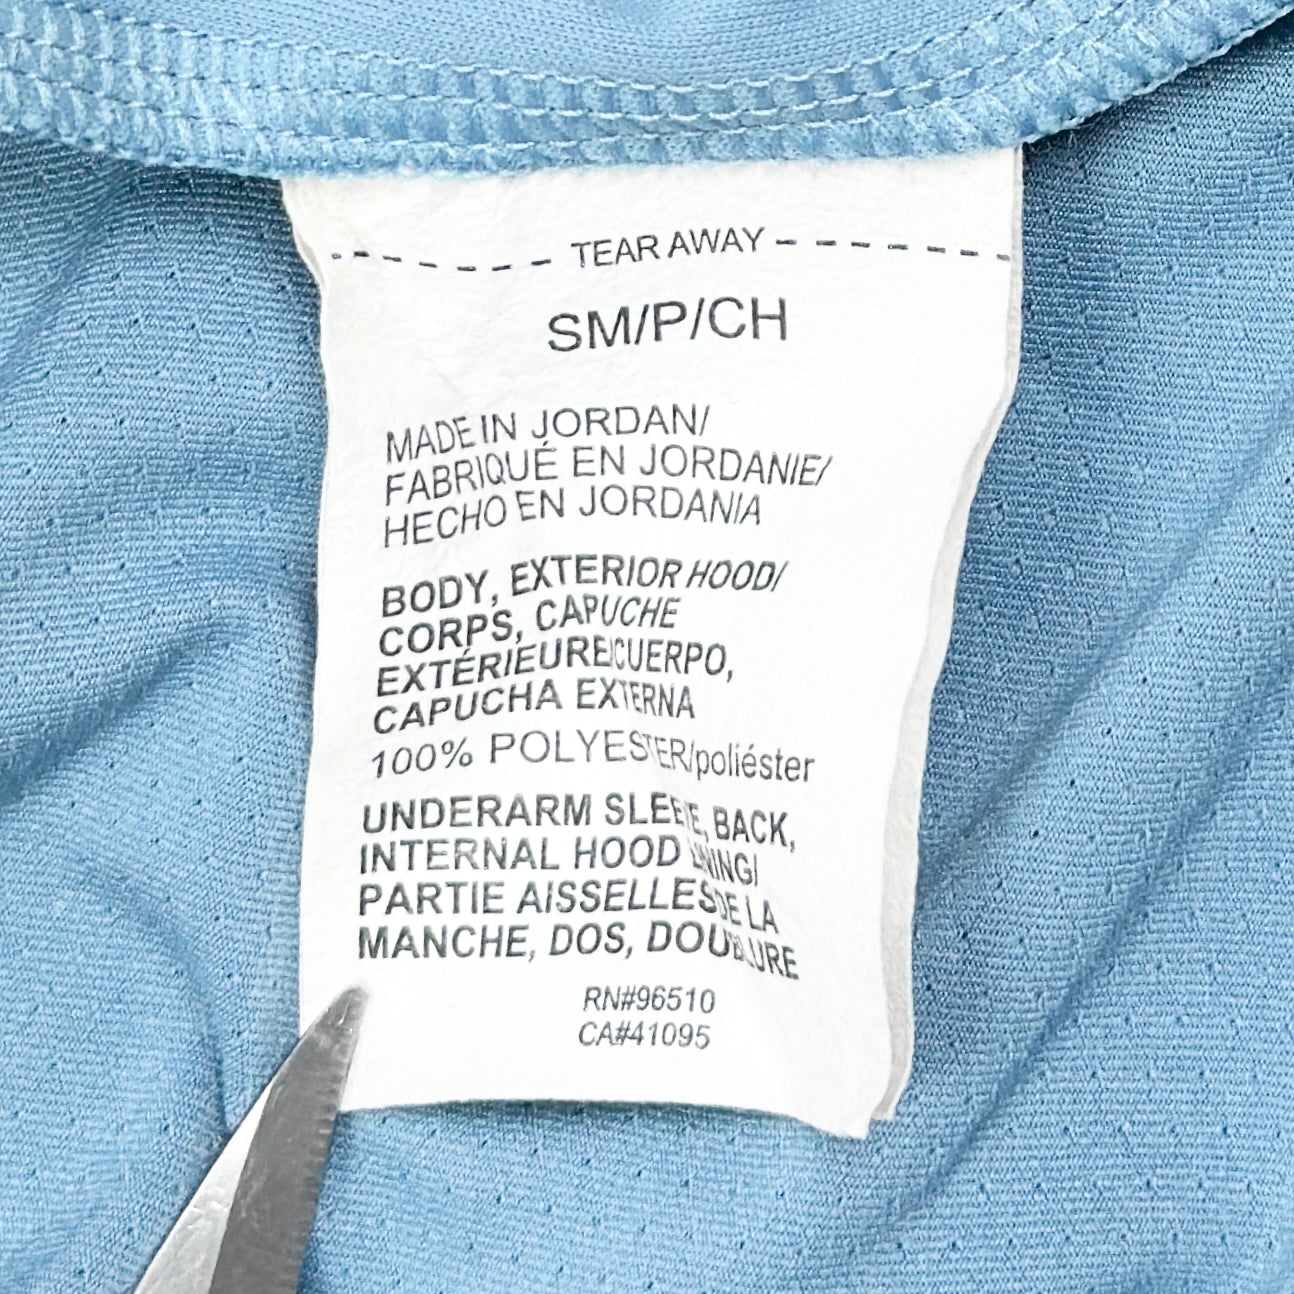 TEAR AWAY
SM/P/CH
MADE IN JORDAN/
FABRIQUÉ EN JORDANIE/
HECHO EN JORDANIA
BODY, EXTERIOR HOOD/
CORPS, CAPUCHE
EXTÉRIEURE/CUERPO,
CAPUCHA EXTERNA
100% POLYESTER/poliéster
UNDERARM SLEEVE, BACK,
INTERNAL HOOD LINING/
PARTIE AISSELLES DE LA
MANCHE, DOS, DOUBLURE
RN#96510
CA#41095